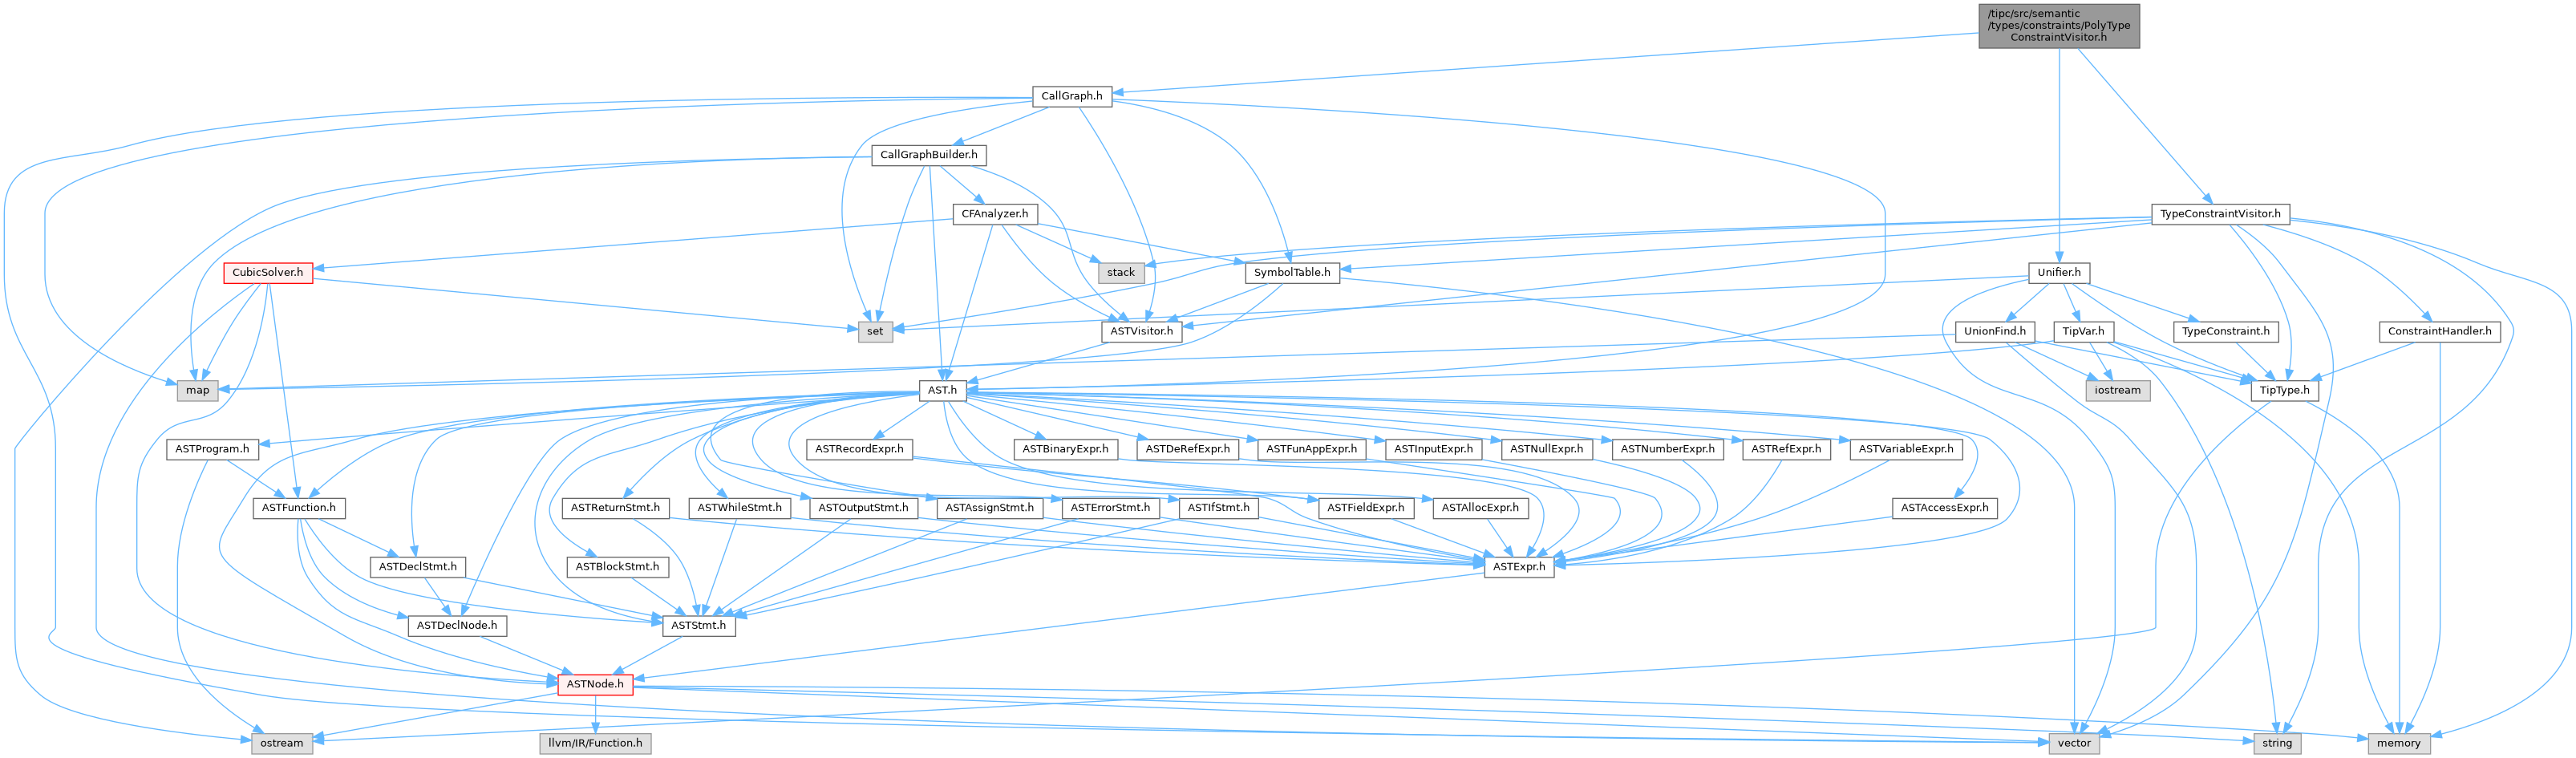 /tipc/src/semantic
/types/constraints/PolyType
ConstraintVisitor.h
CallGraph.h
CallGraphBuilder.h
CFAnalyzer.h
TypeConstraintVisitor.h
CubicSolver.h
stack
SymbolTable.h
Unifier.h
set
ASTVisitor.h
UnionFind.h
TipVar.h
TypeConstraint.h
ConstraintHandler.h
map
AST.h
iostream
TipType.h
ASTProgram.h
ASTRecordExpr.h
ASTBinaryExpr.h
ASTDeRefExpr.h
ASTFunAppExpr.h
ASTInputExpr.h
ASTNullExpr.h
ASTNumberExpr.h
ASTRefExpr.h
ASTVariableExpr.h
ASTFunction.h
ASTReturnStmt.h
ASTWhileStmt.h
ASTOutputStmt.h
ASTAssignStmt.h
ASTErrorStmt.h
ASTIfStmt.h
ASTFieldExpr.h
ASTAllocExpr.h
ASTAccessExpr.h
ASTDeclStmt.h
ASTBlockStmt.h
ASTExpr.h
ASTDeclNode.h
ASTStmt.h
ASTNode.h
ostream
llvm/IR/Function.h
vector
string
memory